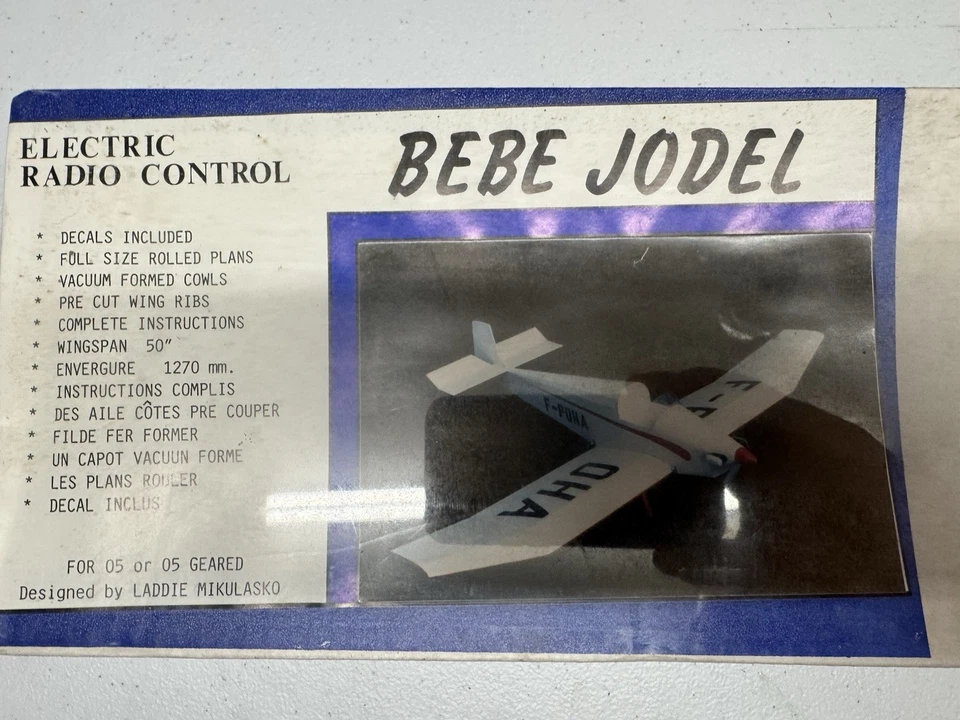 ELECTRIC
RADIO CONTROL
BEBE JODEL
* DECALS INCLUDED
* FULL SIZE ROLLED PLANS
* VACUUM FORMED COWLS
* PRE CUT WING RIBS
* COMPLETE INSTRUCTIONS
* WINGSPAN 50"
* ENVERGURE 1270 mm.
* INSTRUCTIONS COMPLIS
* DES AILE CÔTES PRE COUPER
* FILDE FER FORMER
* UN CAPOT VACUUN FORMÉ
* LES PLANS ROULER
* DECAL INCLUS
FOR 05 or 05 GEARED
Designed by LADDIE MIKULASKO
F-POHA
OHA
F-P